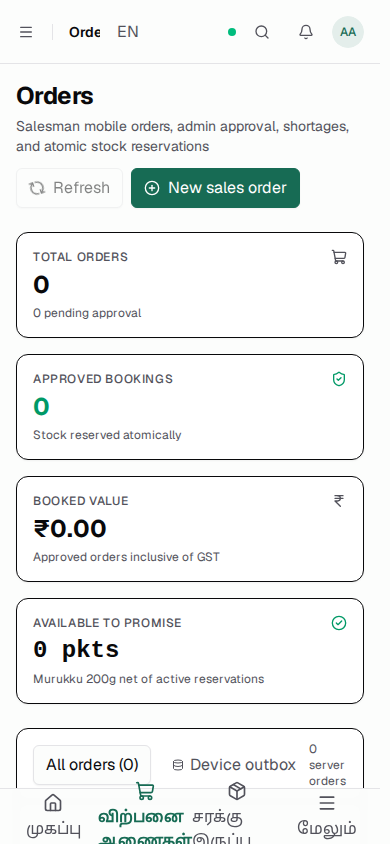 Orde EN AA
Orders
Salesman mobile orders, admin approval, shortages,
and atomic stock reservations
Refresh New sales order
TOTAL ORDERS
0
0 pending approval
APPROVED BOOKINGS
0
Stock reserved atomically
BOOKED VALUE ₹
₹0.00
Approved orders inclusive of GST
AVAILABLE TO PROMISE
0 pkts
Murukku 200g net of active reservations
All orders (0) Device outbox 0
server
orders
முகப்பு விற்பனை சரக்கு மேலும்
ஆணைகள் இருப்பு